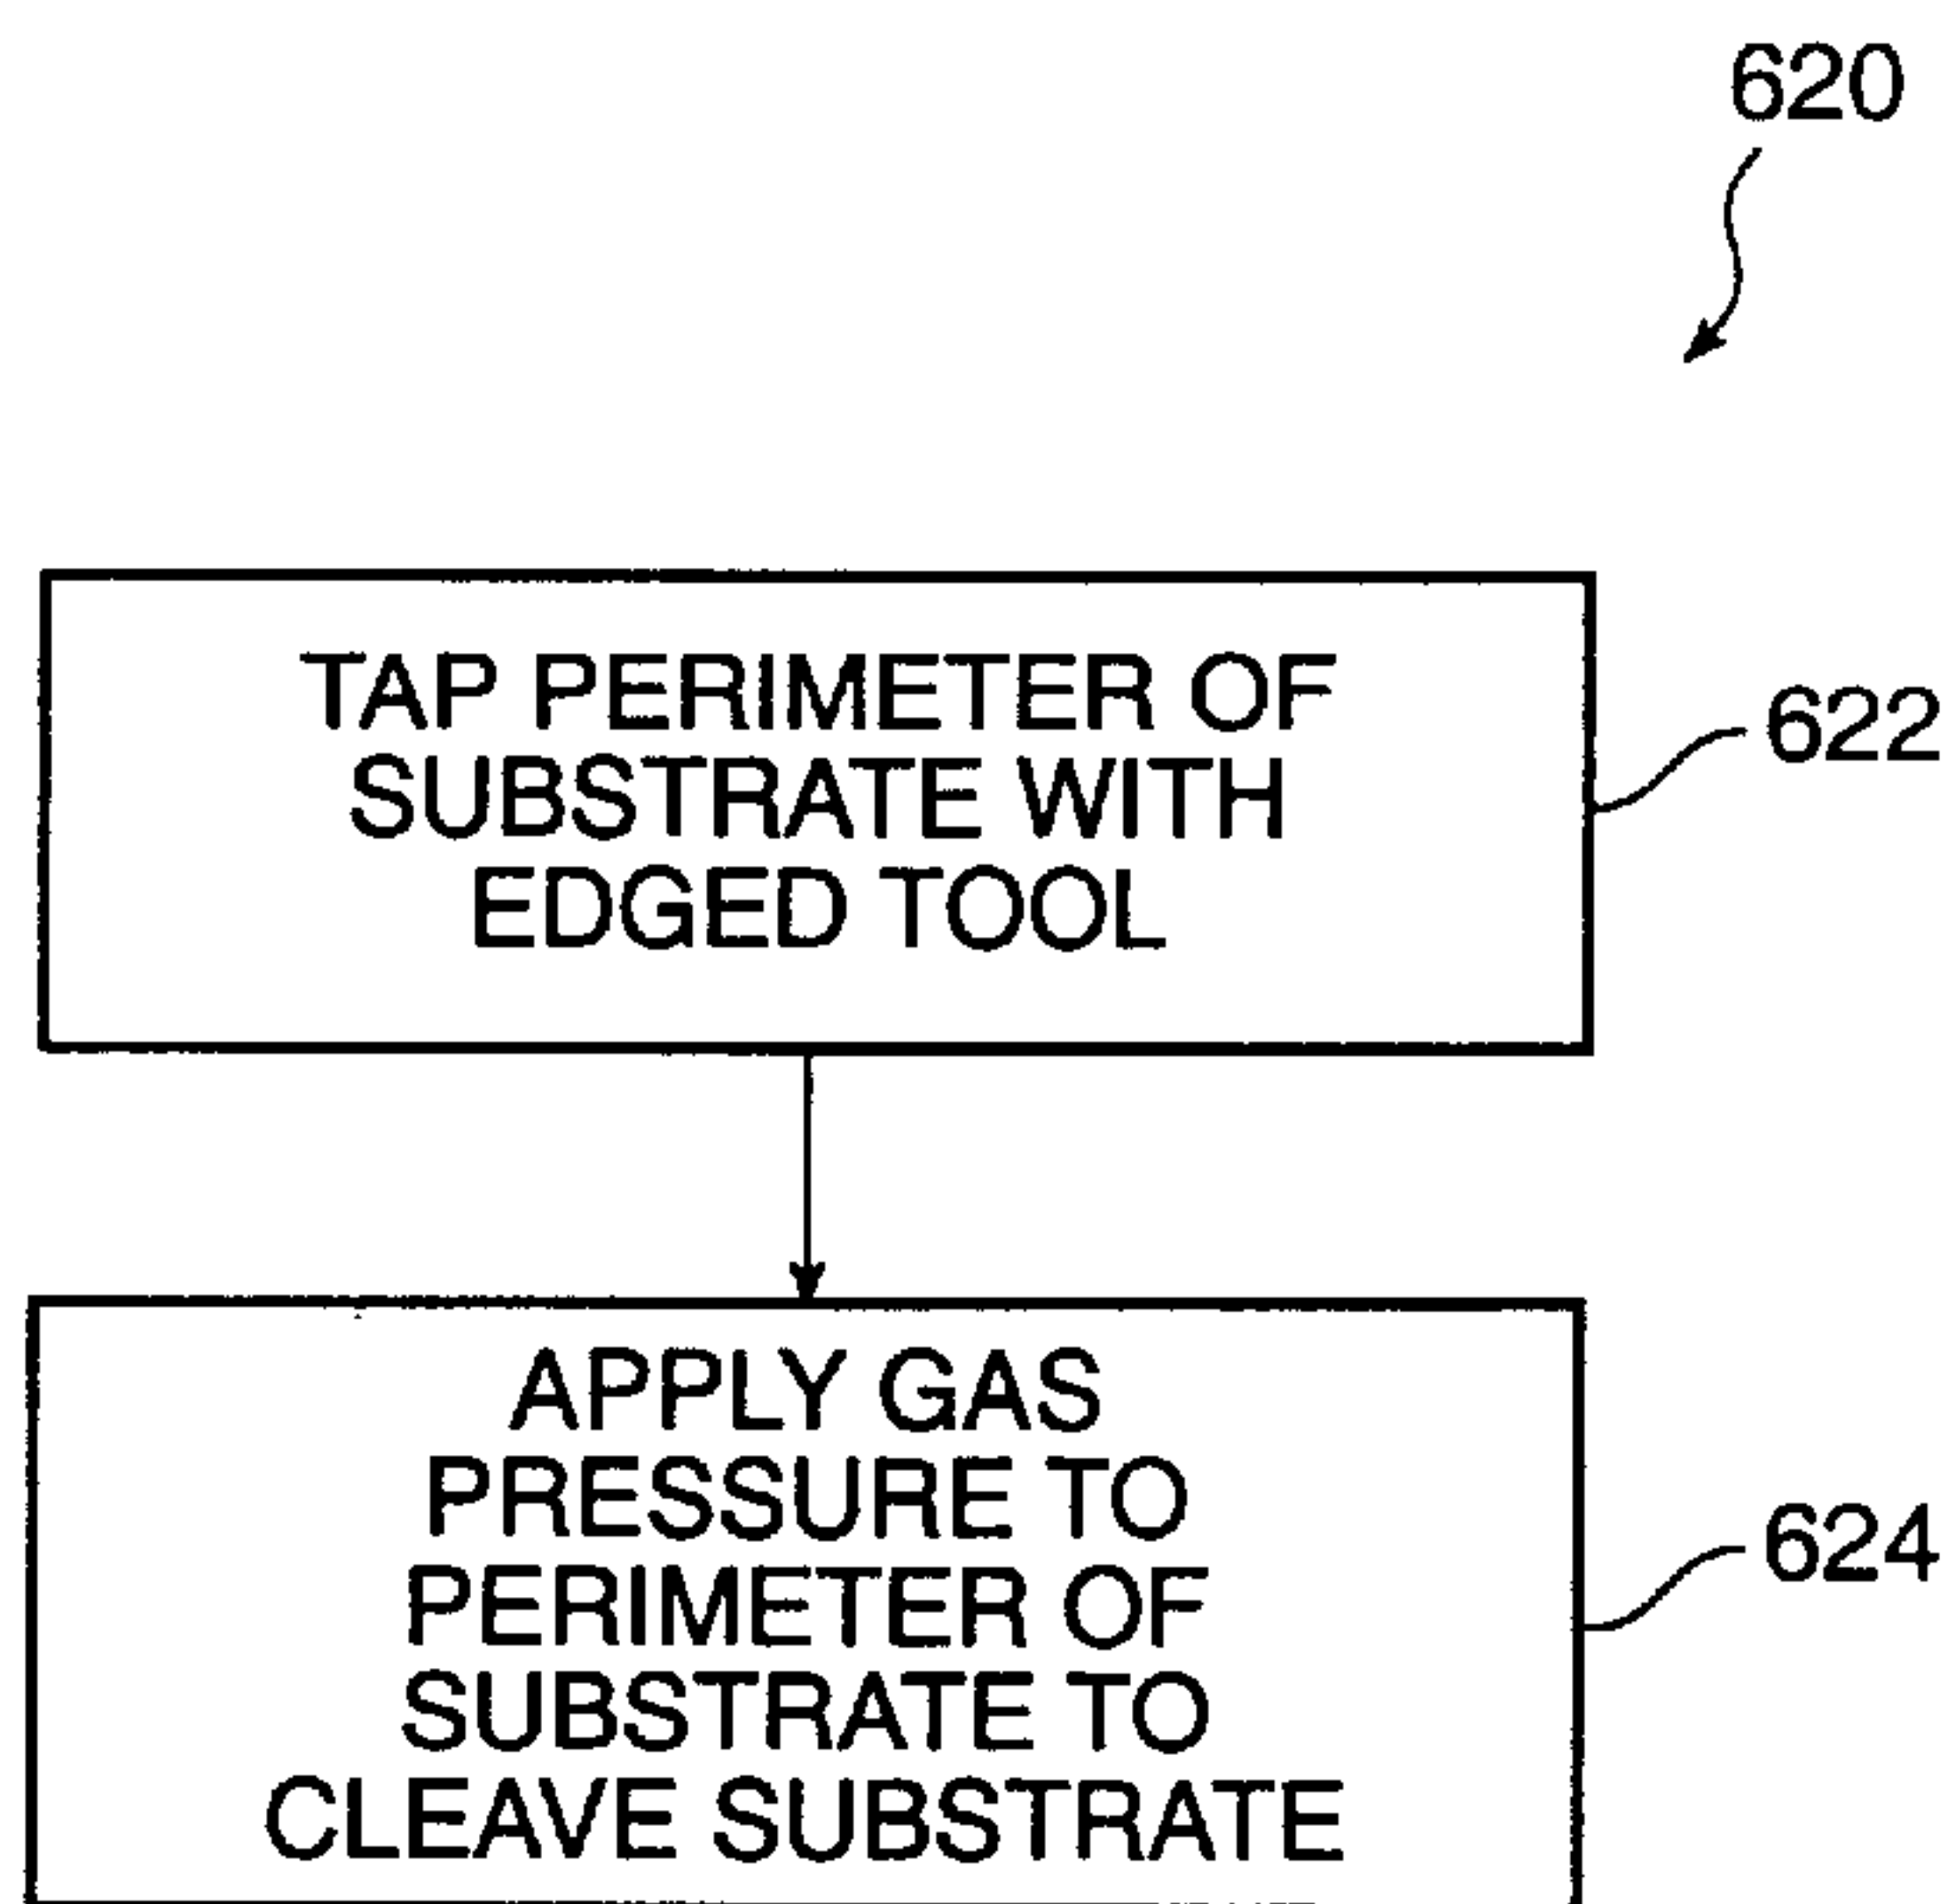 620
TAP PERIMETER OF
SUBSTRATE WITH
EDGED TOOL
622
APPLY GAS
PRESSURE TO
PERIMETER OF
SUBSTRATE TO
CLEAVE SUBSTRATE
624